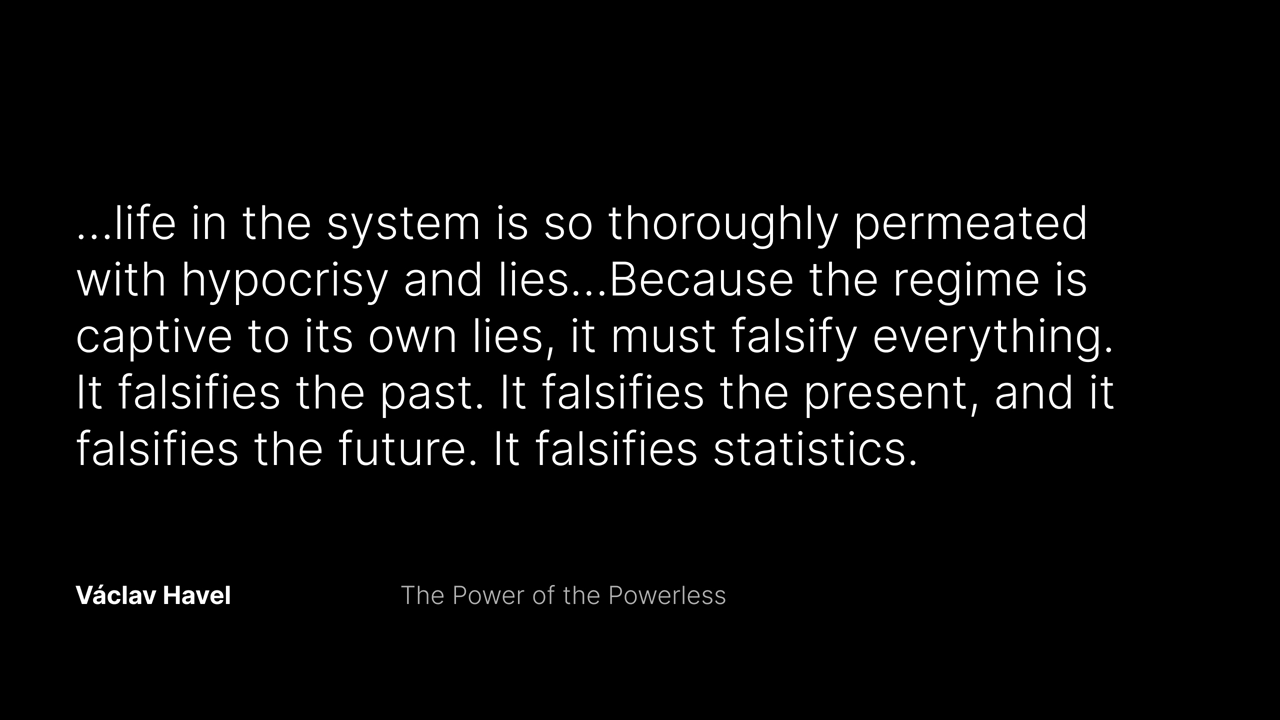 ...life in the system is so thoroughly permeated
with hypocrisy and lies...Because the regime is
captive to its own lies, it must falsify everything.
It falsifies the past. It falsifies the present, and it
falsifies the future. It falsifies statistics.
Václav Havel The Power of the Powerless